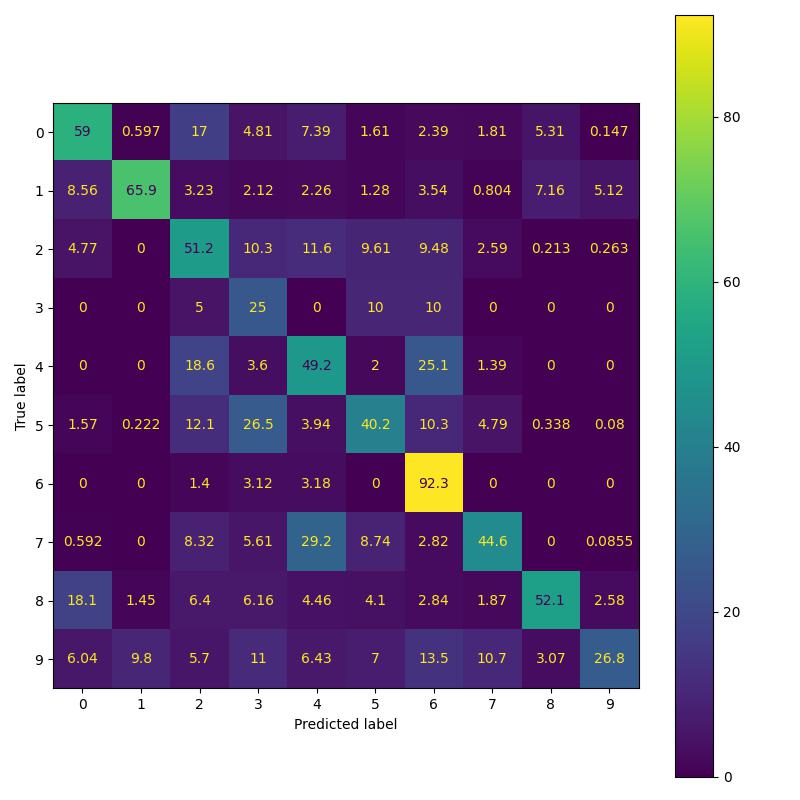 0 59 0.597 17 4.81 7.39 1.61 2.39 1.81 5.31 0.147
1 8.56 65.9 3.23 2.12 2.26 1.28 3.54 0.804 7.16 5.12
2 4.77 0 51.2 10.3 11.6 9.61 9.48 2.59 0.213 0.263
3 0 0 5 25 0 10 10 0 0 0
4 0 0 18.6 3.6 49.2 2 25.1 1.39 0 0
5 1.57 0.222 12.1 26.5 3.94 40.2 10.3 4.79 0.338 0.08
6 0 0 1.4 3.12 3.18 0 92.3 0 0 0
7 0.592 0 8.32 5.61 29.2 8.74 2.82 44.6 0 0.0855
8 18.1 1.45 6.4 6.16 4.46 4.1 2.84 1.87 52.1 2.58
9 6.04 9.8 5.7 11 6.43 7 13.5 10.7 3.07 26.8
0 1 2 3 4 5 6 7 8 9
Predicted label
True label
80
60
40
20
0